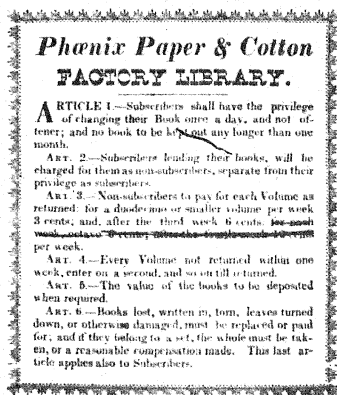 Phœnix Paper & Cotton
FACTORY LIBRARY.
ARTICLE 1.—Subscribers shall have the privilege
of changing their Book once a day, and not of-
tener; and no book to be kept out any longer than one
month.
ART. 2.—Subscribers lending their books, will be
charged for them as non-subscribers, separate from their
privilege as subscribers.
ART. 3.—Non-subscribers to pay for each Volume as
returned: for a duodecimo or smaller volume per week
3 cents; and, after the third week 6 cents. for each
week, octavo 6 cents; after the
per week.
ART. 4.—Every Volume not returned within one
week, enter on a second, and so on till returned.
ART. 5.—The value of the books to be deposited
when required.
ART. 6.—Books lost, written in, torn, leaves turned
down, or otherwise damaged, must be replaced or paid
for; and if they belong to a set, the whole must be tak-
en, or a reasonable compensation made. This last ar-
ticle applies also to Subscribers.